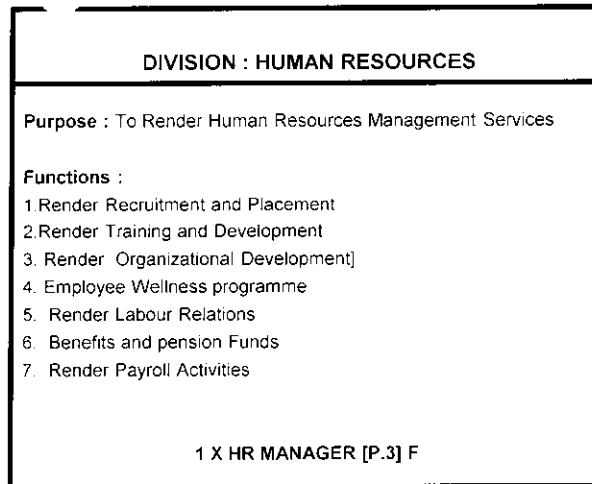 DIVISION : HUMAN RESOURCES
Purpose : To Render Human Resources Management Services
Functions :
1.Render Recruitment and Placement
2.Render Training and Development
3. Render Organizational Development]
4. Employee Wellness programme
5. Render Labour Relations
6. Benefits and pension Funds
7. Render Payroll Activities
1 X HR MANAGER [P.3] F